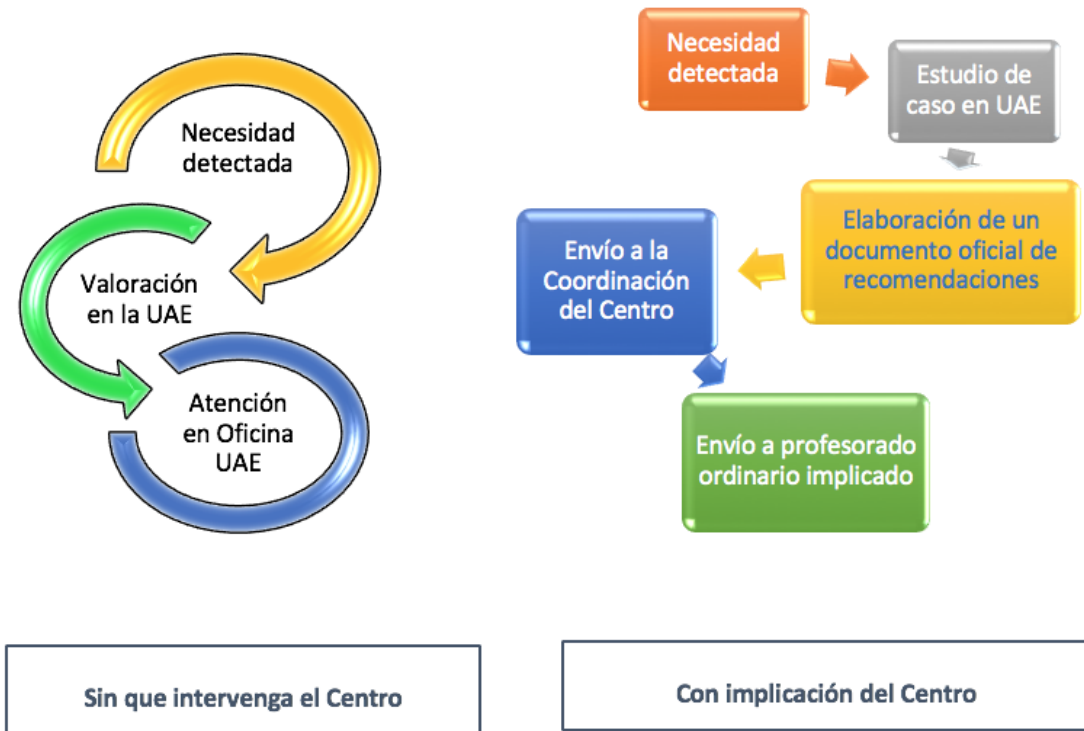 Necesidad
detectada
Valoración
en la UAE
Atención
en Oficina
UAE
Sin que intervenga el Centro
Necesidad
detectada
Estudio de
caso en UAE
Elaboración de un
documento oficial de
recomendaciones
Envío a la
Coordinación
del Centro
Envío a profesorado
ordinario implicado
Con implicación del Centro